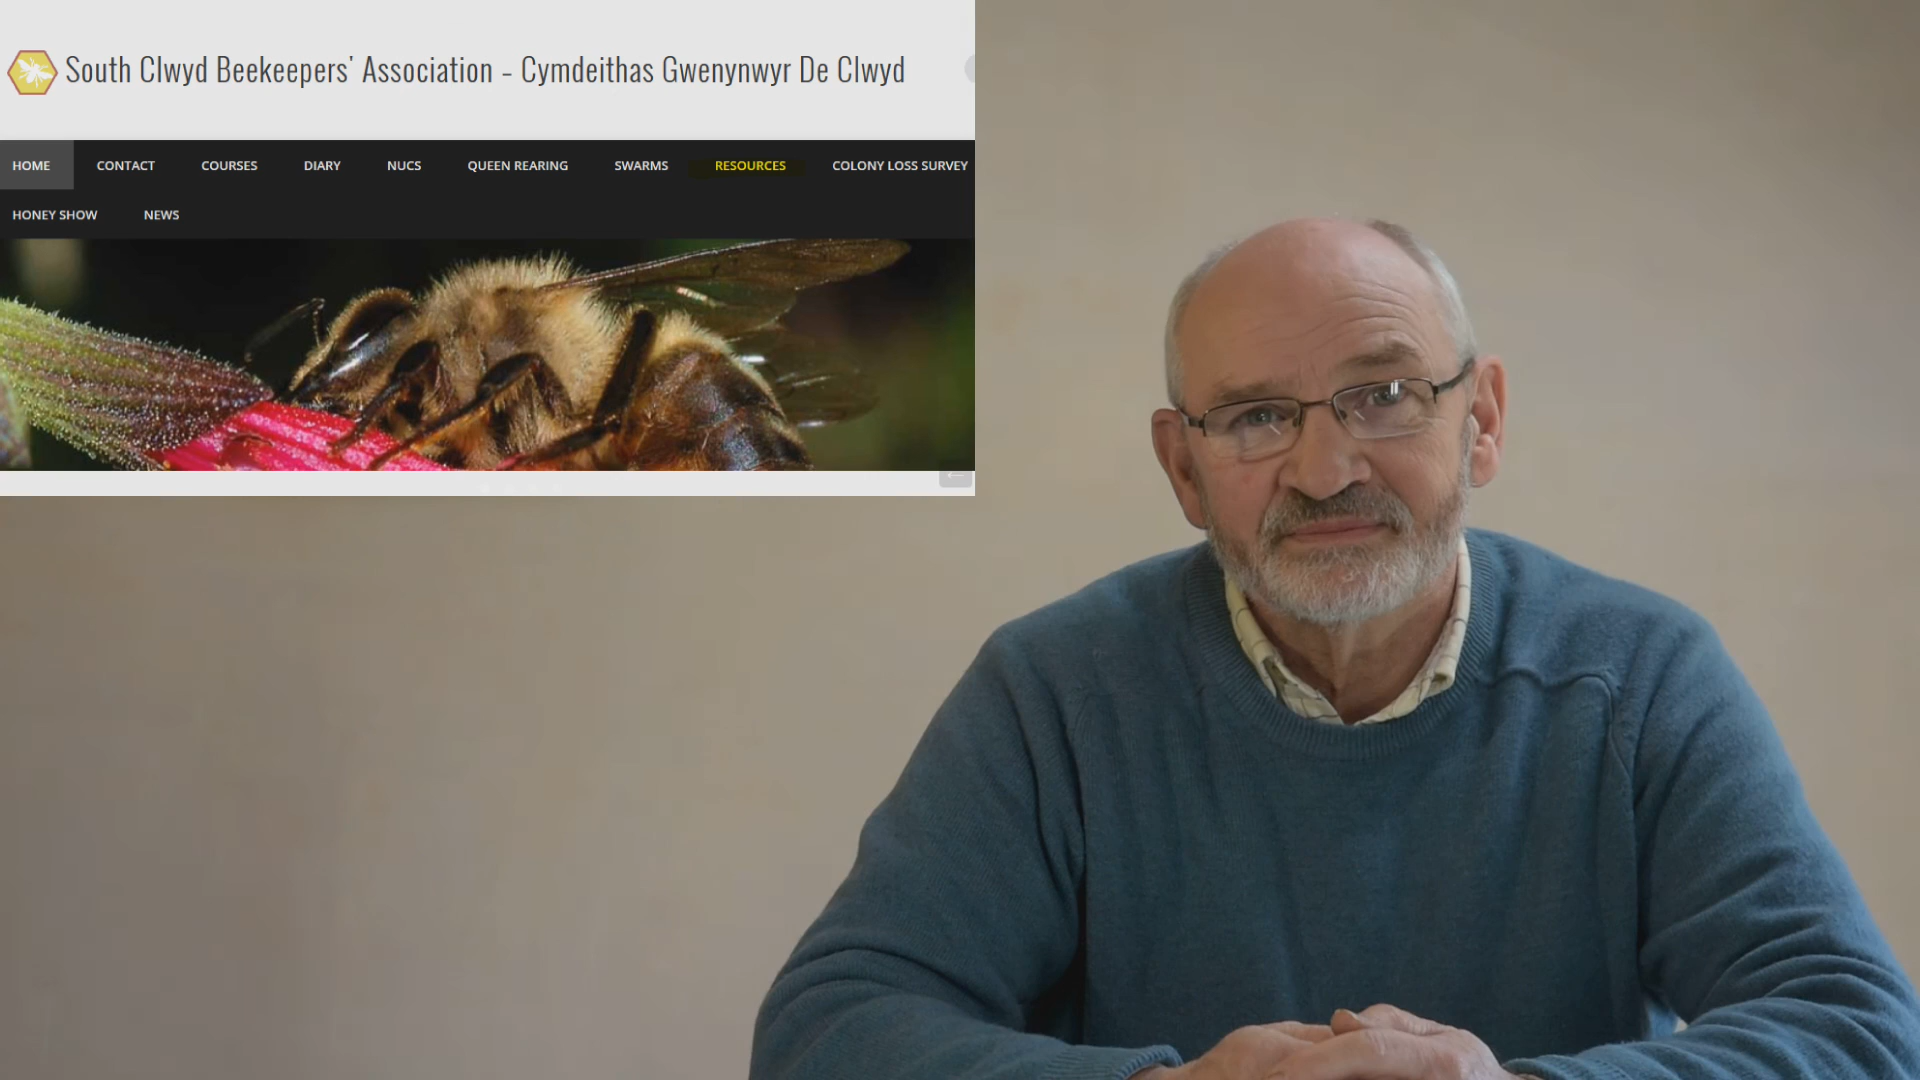 South Clwyd Beekeepers' Association – Cymdeithas Gwenynwyr De Clwyd
HOME CONTACT COURSES DIARY NUCS QUEEN REARING SWARMS RESOURCES COLONY LOSS SURVEY
HONEY SHOW NEWS